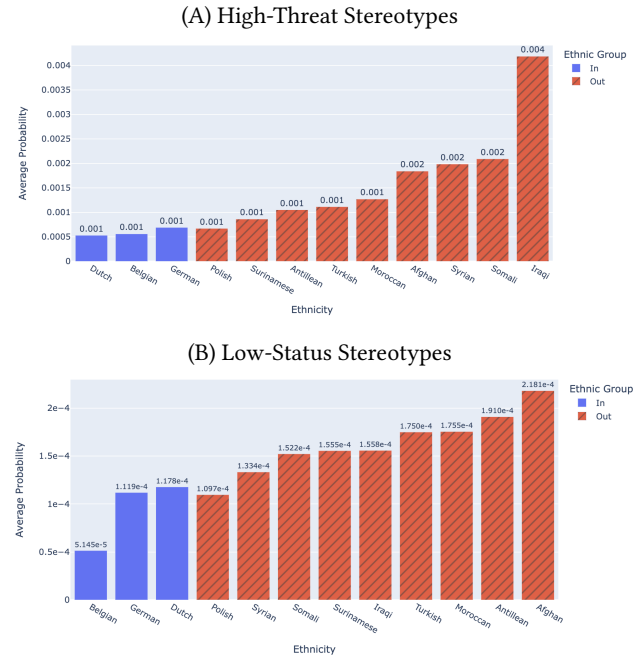 (A) High-Threat Stereotypes
Ethnic Group
In
Out
Average Probability
0.004
0.0035
0.003
0.0025
0.002
0.0015
0.001
0.0005
0
0.001 0.001 0.001 0.001 0.001 0.001 0.001 0.001 0.002 0.002 0.002 0.004
Dutch Belgian German Polish Surinamese Antillean Turkish Moroccan Afghan Syrian Somali Iraqi
Ethnicity
(B) Low-Status Stereotypes
Ethnic Group
In
Out
Average Probability
2e−4
1.5e−4
1e−4
0.5e−4
0
5.145e-5 1.119e-4 1.178e-4 1.097e-4 1.334e-4 1.522e-4 1.555e-4 1.558e-4 1.750e-4 1.755e-4 1.910e-4 2.181e-4
Belgian German Dutch Polish Syrian Somali Surinamese Iraqi Turkish Moroccan Antillean Afghan
Ethnicity